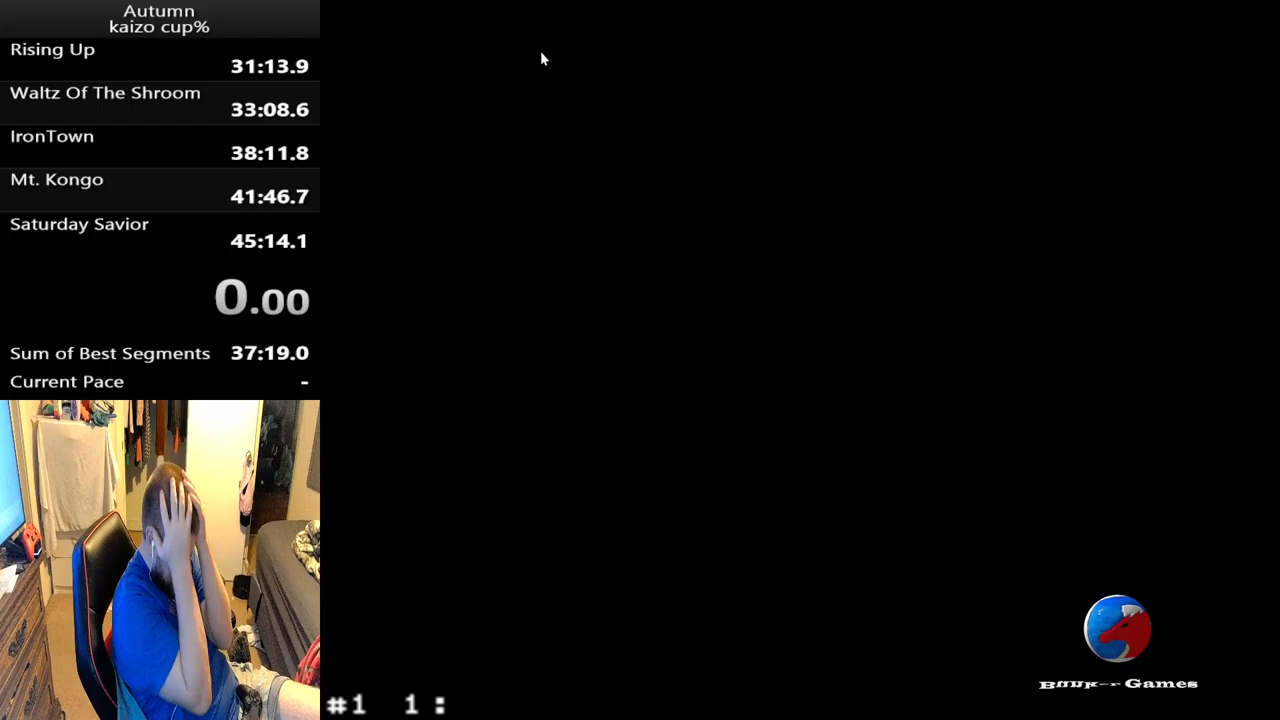 Autumn
kaizo cup%
Rising Up
31:13.9
Waltz Of The Shroom
33:08.6
IronTown
38:11.8
Mt. Kongo
41:46.7
Saturday Savior
45:14.1
0.00
Sum of Best Segments 37:19.0
Current Pace -
Games
#1 1: